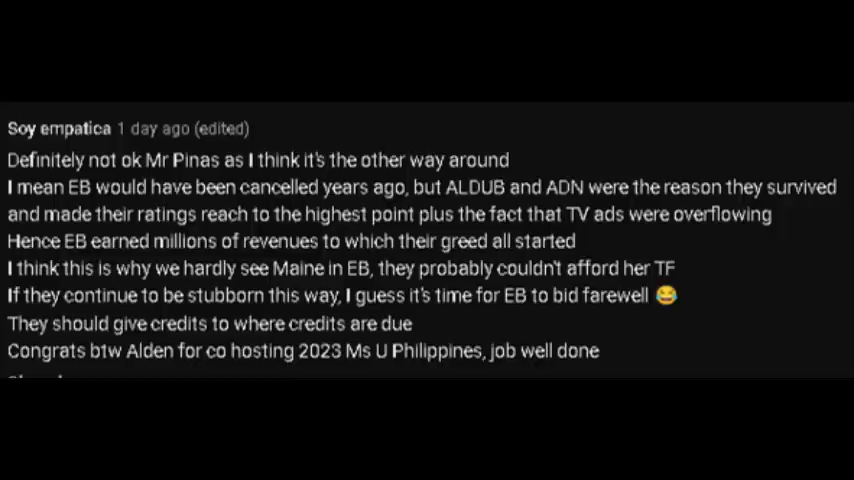 Soy empatica 1 day ago (edited)
Definitely not ok Mr Pinas as I think it's the other way around
I mean EB would have been cancelled years ago, but ALDUB and ADN were the reason they survived
and made their ratings reach to the highest point plus the fact that TV ads were overflowing
Hence EB earned millions of revenues to which their greed all started
I think this is why we hardly see Maine in EB, they probably couldn't afford her TF
If they continue to be stubborn this way, I guess it's time for EB to bid farewell 😂
They should give credits to where credits are due
Congrats btw Alden for co hosting 2023 Ms U Philippines, job well done